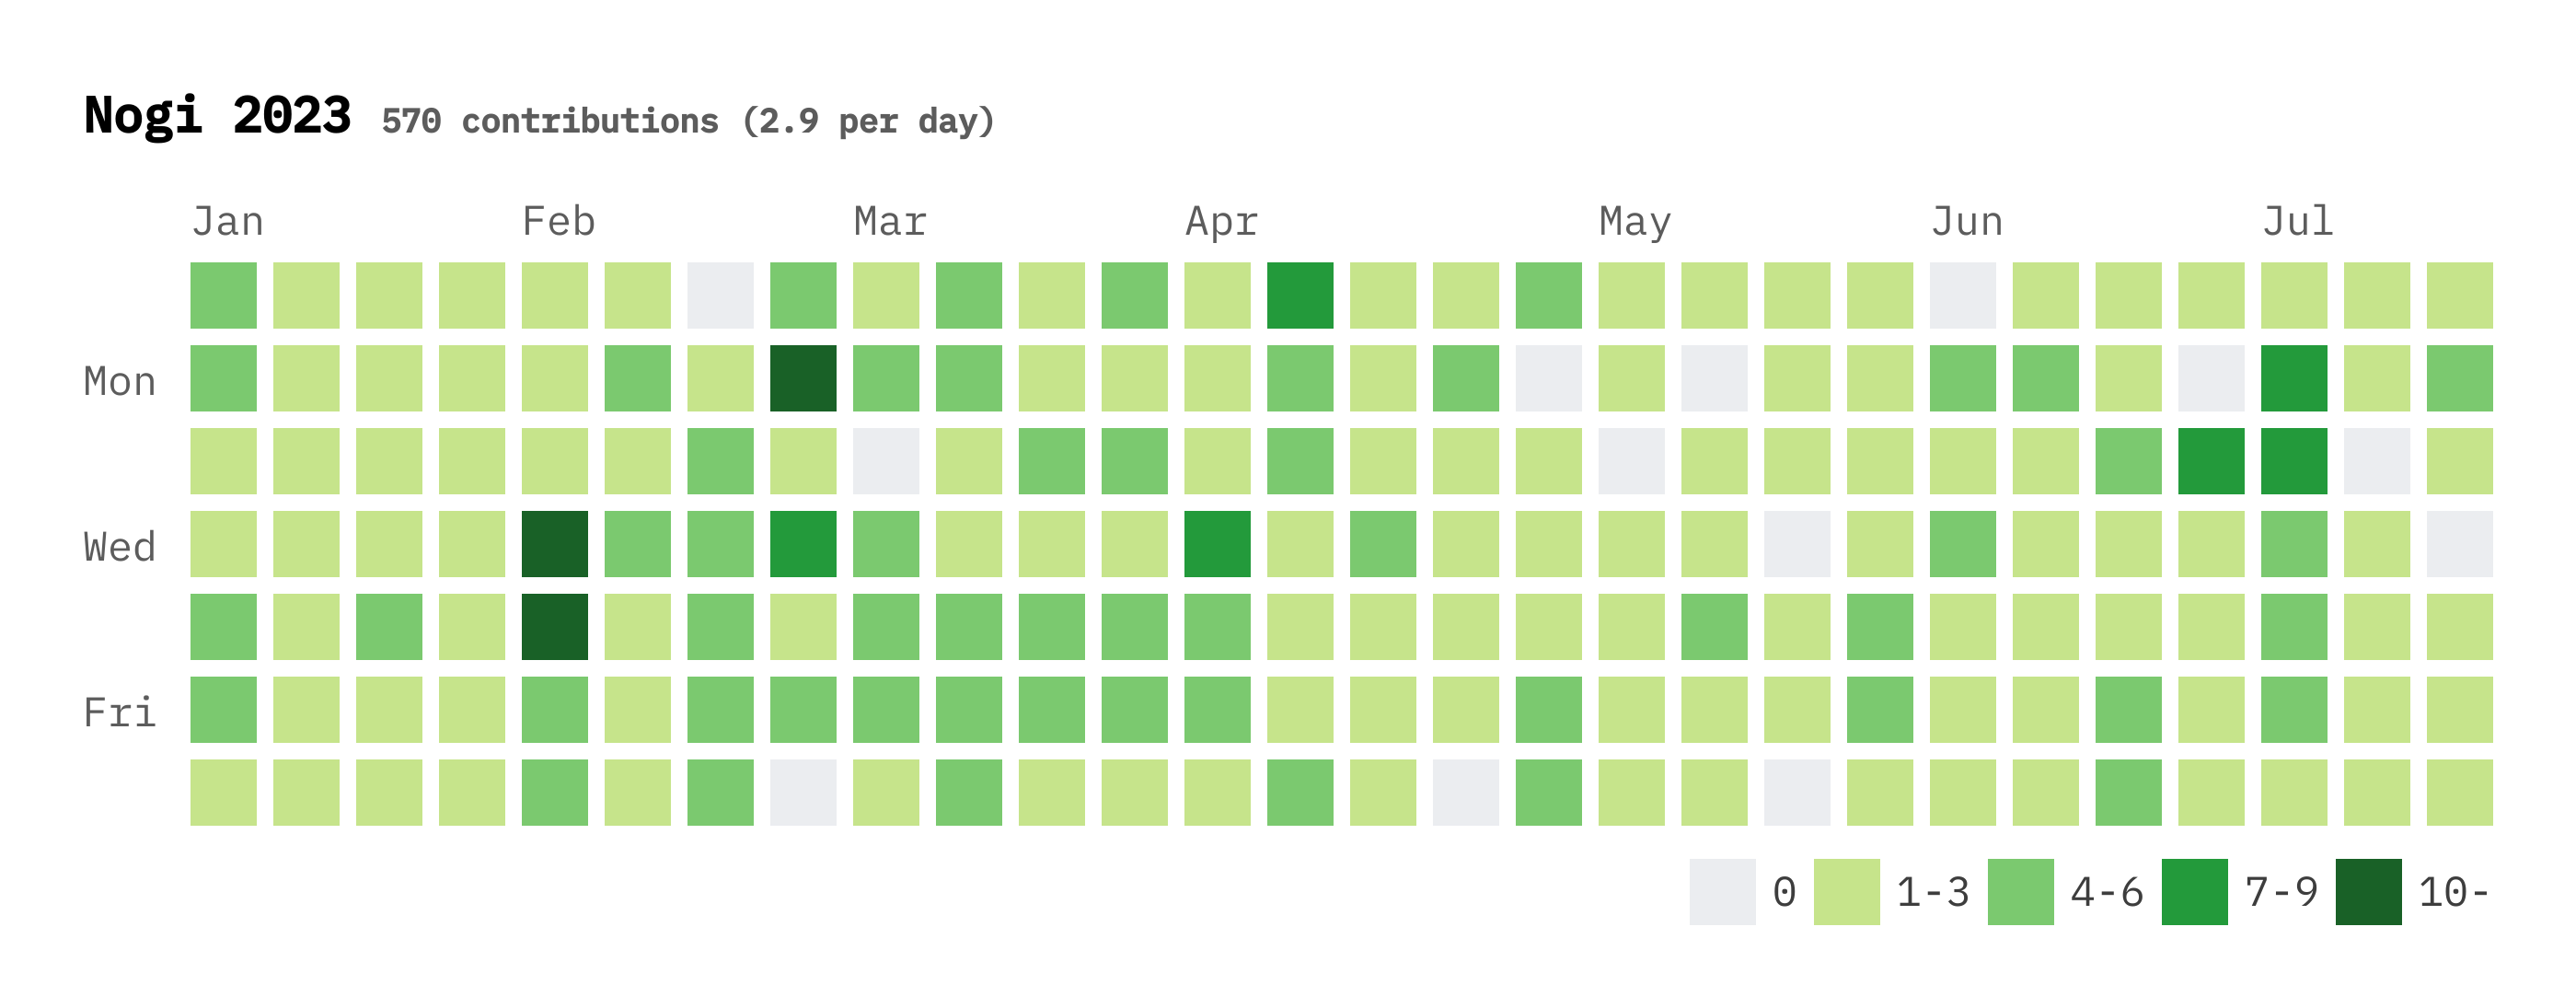 Nogi 2023 570 contributions (2.9 per day)
Jan Feb Mar Apr May Jun Jul
Mon
Wed
Fri
0 1-3 4-6 7-9 10-